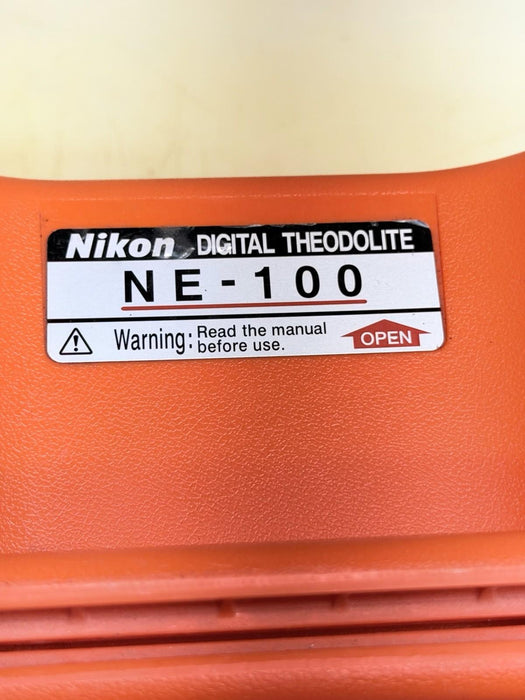 Nikon DIGITAL THEODOLITE
NE-100
Warning: Read the manual
before use.
OPEN